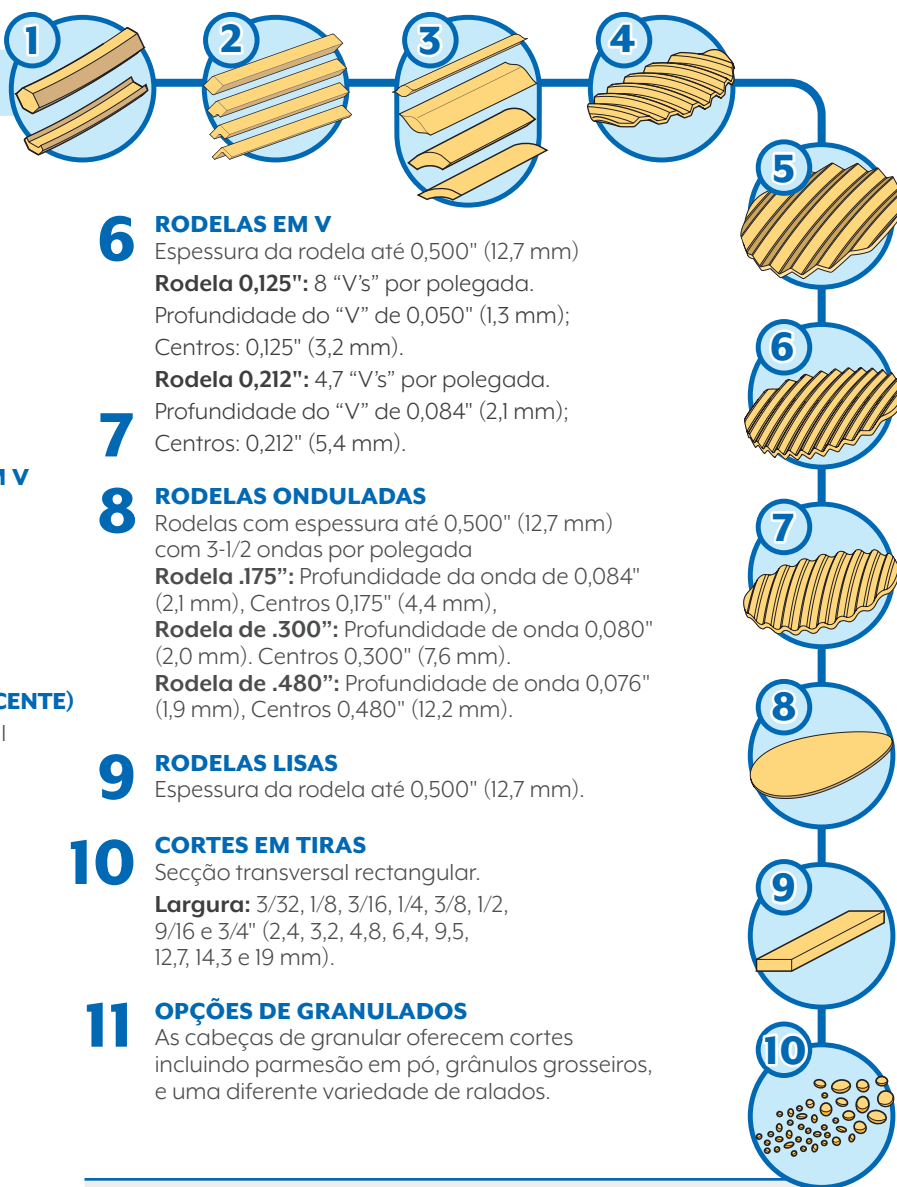 1
2
3
4
5
6
7
8
9
10
M V
CENTE)
l
6 RODELAS EM V
Espessura da rodela até 0,500" (12,7 mm)
Rodela 0,125": 8 “V’s” por polegada.
Profundidade do “V” de 0,050" (1,3 mm);
Centros: 0,125" (3,2 mm).
Rodela 0,212": 4,7 “V’s” por polegada.
7 Profundidade do “V” de 0,084" (2,1 mm);
Centros: 0,212" (5,4 mm).
8 RODELAS ONDULADAS
Rodelas com espessura até 0,500" (12,7 mm)
com 3-1/2 ondas por polegada
Rodela .175”: Profundidade da onda de 0,084"
(2,1 mm), Centros 0,175" (4,4 mm),
Rodela de .300”: Profundidade de onda 0,080"
(2,0 mm). Centros 0,300" (7,6 mm).
Rodela de .480”: Profundidade de onda 0,076"
(1,9 mm), Centros 0,480" (12,2 mm).
9 RODELAS LISAS
Espessura da rodela até 0,500" (12,7 mm).
10 CORTES EM TIRAS
Secção transversal rectangular.
Largura: 3/32, 1/8, 3/16, 1/4, 3/8, 1/2,
9/16 e 3/4" (2,4, 3,2, 4,8, 6,4, 9,5,
12,7, 14,3 e 19 mm).
11 OPÇÕES DE GRANULADOS
As cabeças de granular oferecem cortes
incluindo parmesão em pó, grânulos grosseiros,
e uma diferente variedade de ralados.